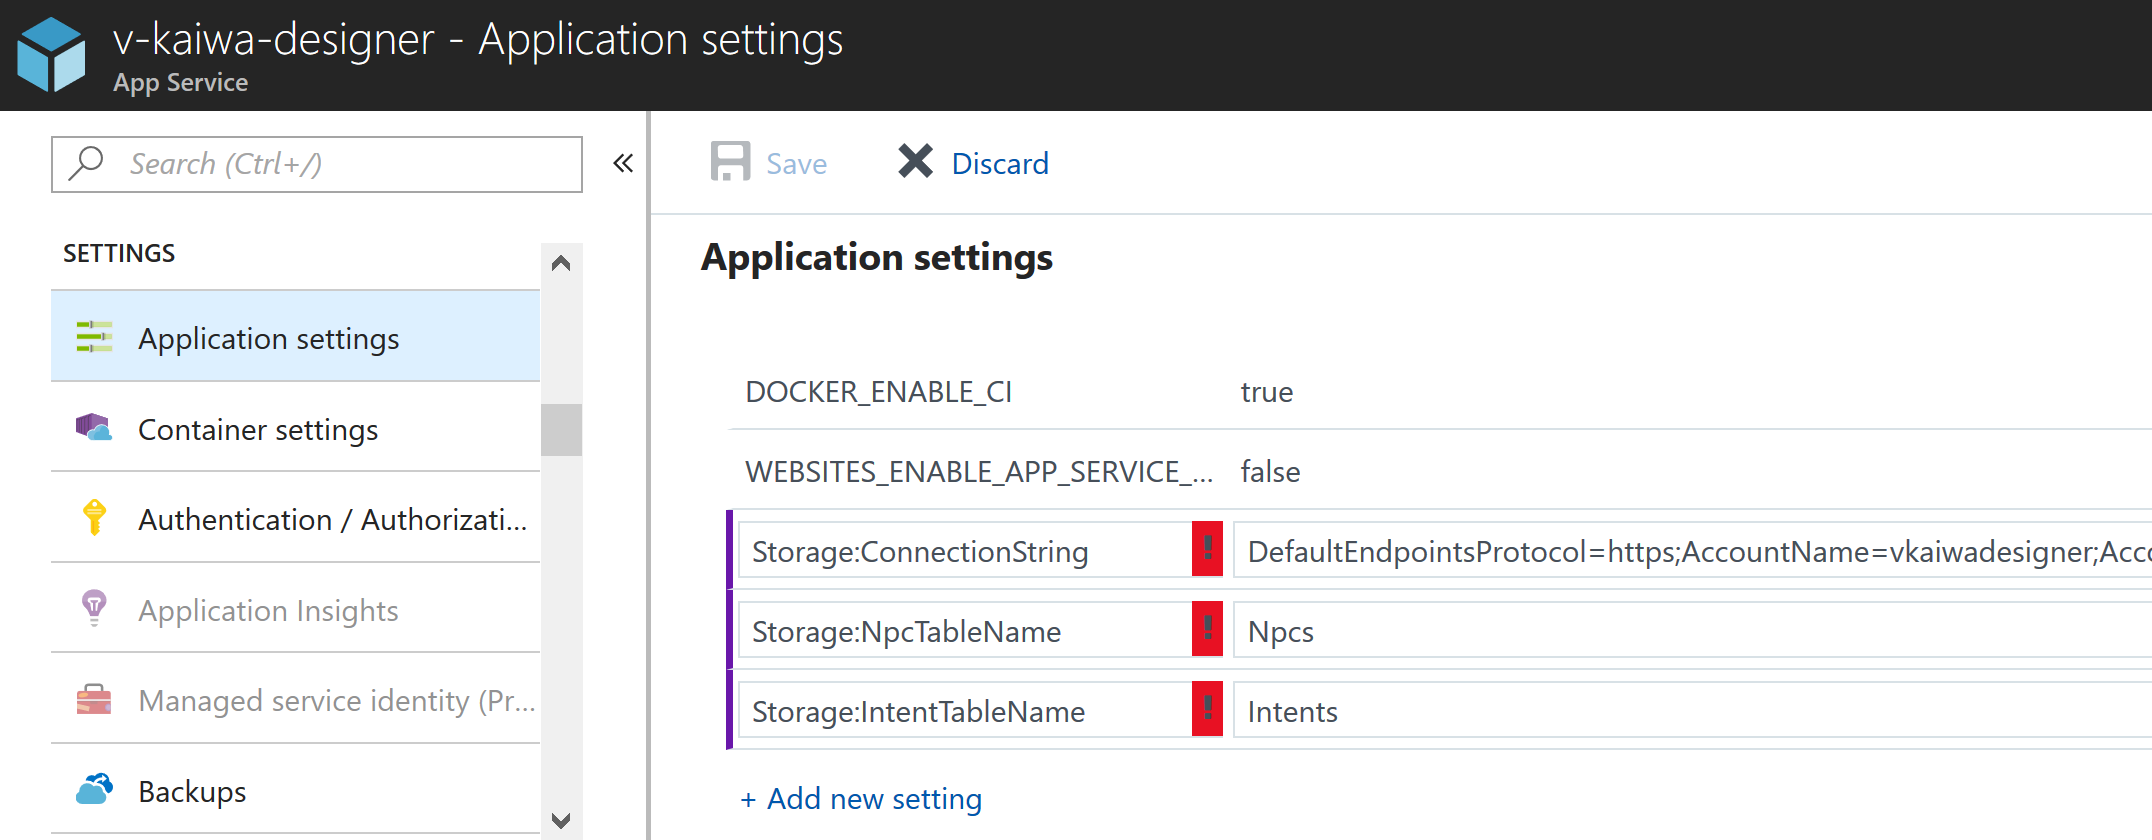 v-kaiwa-designer - Application settings
App Service
Search (Ctrl+/)
«
Save
Discard
SETTINGS
Application settings
Container settings
Authentication / Authorizati...
Application Insights
Managed service identity (Pr...
Backups
Application settings
DOCKER_ENABLE_CI true
WEBSITES_ENABLE_APP_SERVICE_... false
Storage:ConnectionString ! DefaultEndpointsProtocol=https;AccountName=vkaiwadesigner;Acc
Storage:NpcTableName ! Npcs
Storage:IntentTableName ! Intents
+ Add new setting